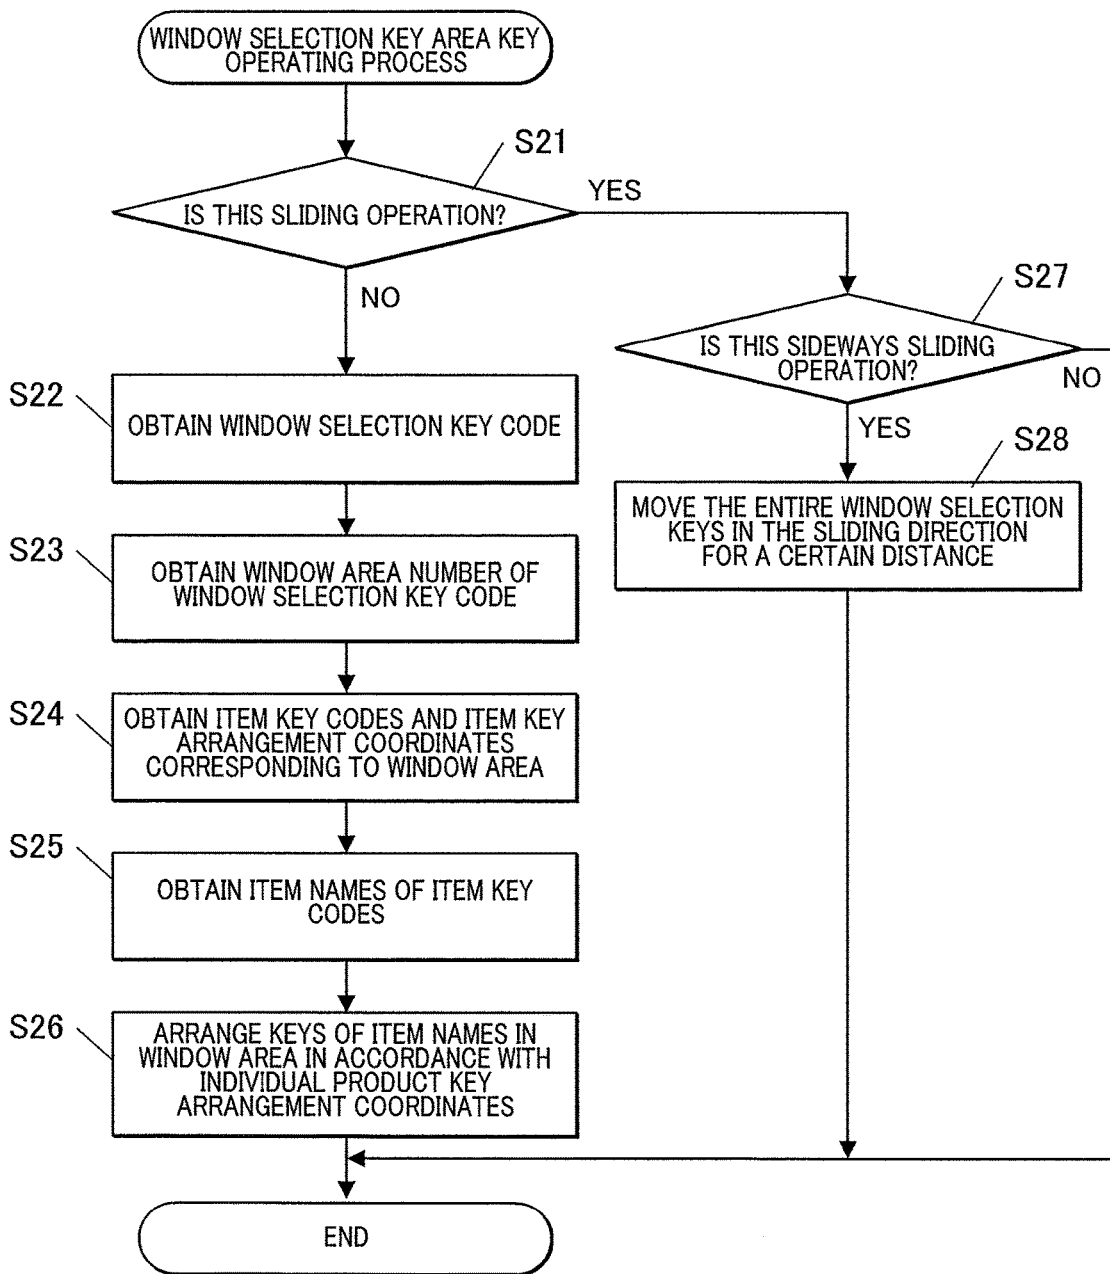 WINDOW SELECTION KEY AREA KEY
OPERATING PROCESS
S21
IS THIS SLIDING OPERATION?
YES
NO
S27
IS THIS SIDEWAYS SLIDING
OPERATION?
NO
YES
S22
OBTAIN WINDOW SELECTION KEY CODE
S28
MOVE THE ENTIRE WINDOW SELECTION
KEYS IN THE SLIDING DIRECTION
FOR A CERTAIN DISTANCE
S23
OBTAIN WINDOW AREA NUMBER OF
WINDOW SELECTION KEY CODE
S24
OBTAIN ITEM KEY CODES AND ITEM KEY
ARRANGEMENT COORDINATES
CORRESPONDING TO WINDOW AREA
S25
OBTAIN ITEM NAMES OF ITEM KEY
CODES
S26
ARRANGE KEYS OF ITEM NAMES IN
WINDOW AREA IN ACCORDANCE WITH
INDIVIDUAL PRODUCT KEY
ARRANGEMENT COORDINATES
END